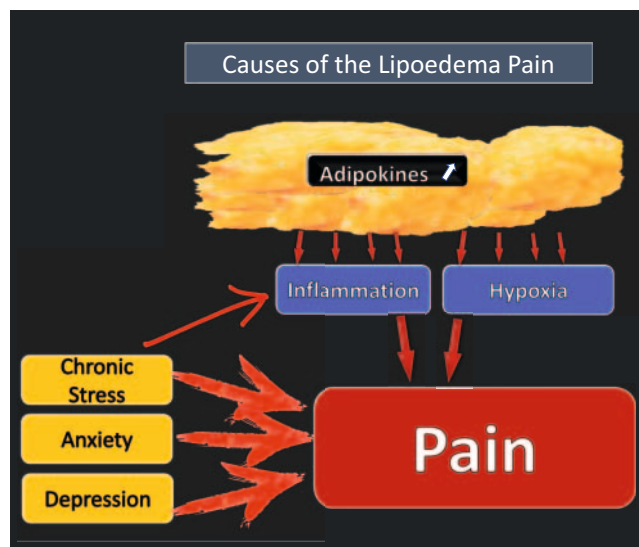 Causes of the Lipoedema Pain
Adipokines
Inflammation
Hypoxia
Chronic
Stress
Anxiety
Depression
Pain